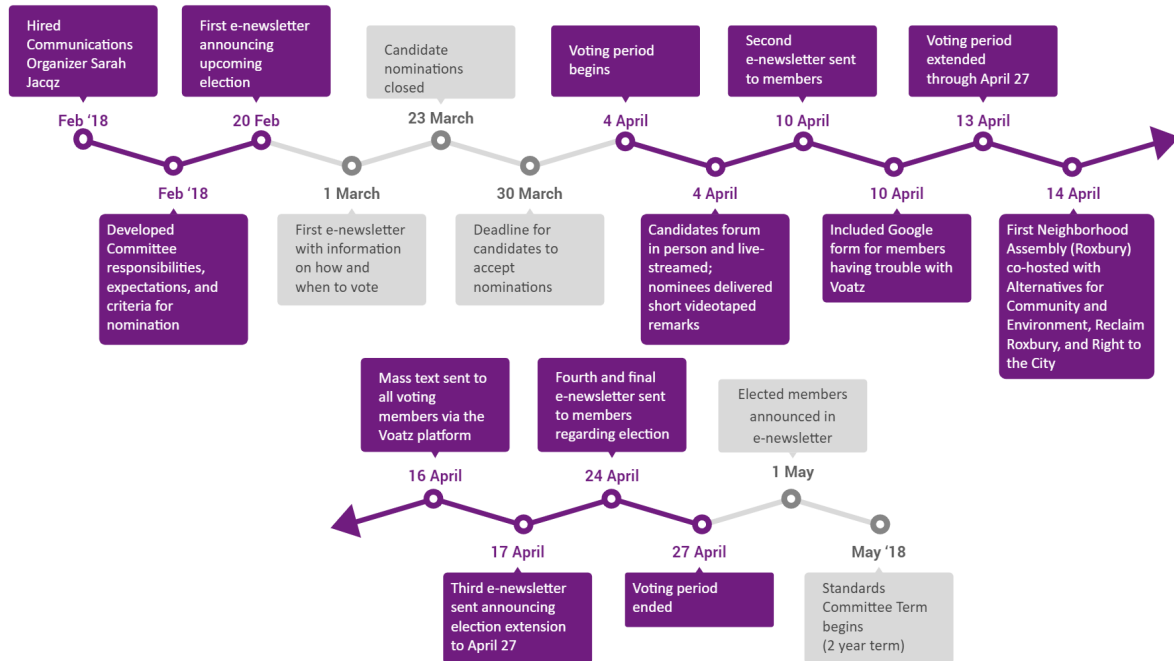 Hired
Communications
Organizer Sarah
Jacqz
Feb ‘18
Feb ‘18
Developed
Committee
responsibilities,
expectations, and
criteria for
nomination
First e-newsletter
announcing
upcoming
election
20 Feb
1 March
First e-newsletter
with information
on how and
when to vote
Candidate
nominations
closed
23 March
30 March
Deadline for
candidates to
accept
nominations
Voting period
begins
4 April
4 April
Candidates forum
in person and live-
streamed;
nominees delivered
short videotaped
remarks
Second
e-newsletter sent
to members
10 April
10 April
Included Google
form for members
having trouble with
Voatz
Voting period
extended
through April 27
13 April
14 April
First Neighborhood
Assembly (Roxbury)
co-hosted with
Alternatives for
Community and
Environment, Reclaim
Roxbury, and Right to
the City
Mass text sent to
all voting
members via the
Voatz platform
16 April
17 April
Third e-newsletter
sent announcing
election extension
to April 27
Fourth and final
e-newsletter sent
to members
regarding election
24 April
27 April
Voting period
ended
Elected members
announced in
e-newsletter
1 May
May ‘18
Standards
Committee Term
begins
(2 year term)